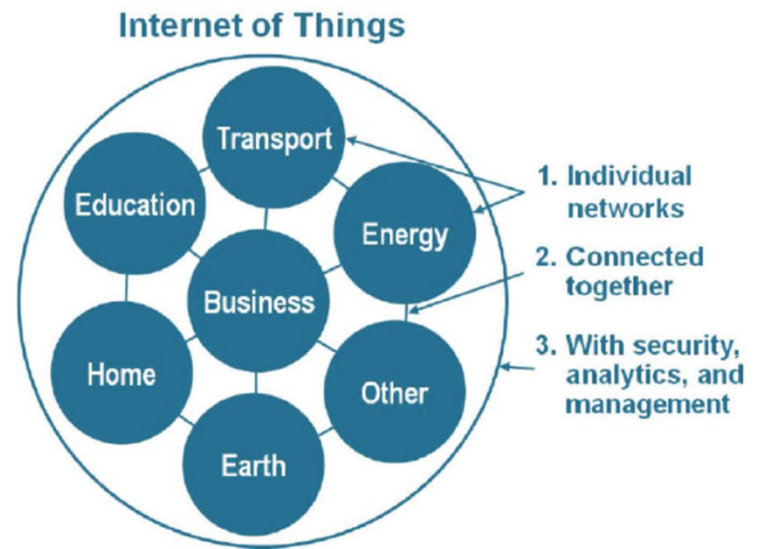 Internet of Things
Transport
Education
Energy
Business
Home
Other
Earth
1. Individual
networks
2. Connected
together
3. With security,
analytics, and
management